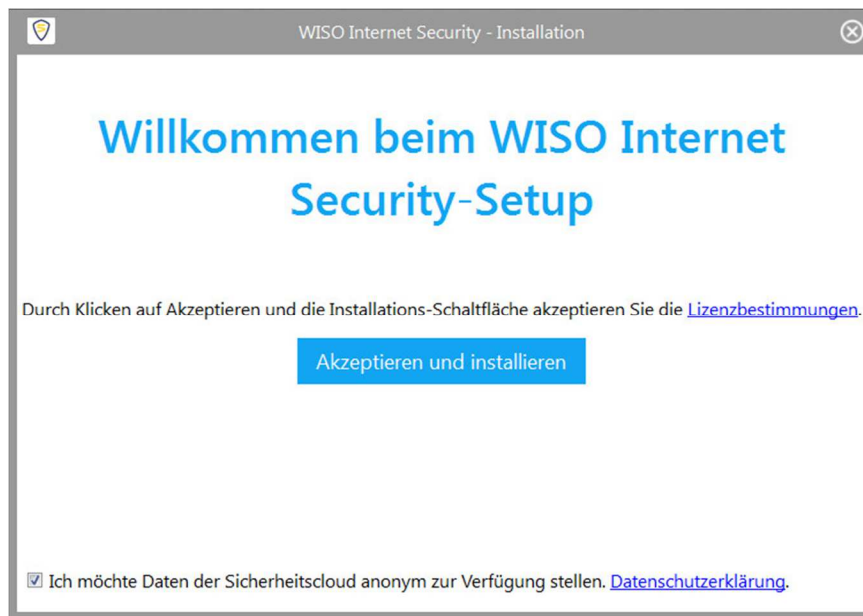 WISO Internet Security - Installation
Willkommen beim WISO Internet
Security-Setup
Durch Klicken auf Akzeptieren und die Installations-Schaltfläche akzeptieren Sie die Lizenzbestimmungen.
Akzeptieren und installieren
Ich möchte Daten der Sicherheitscloud anonym zur Verfügung stellen. Datenschutzerklärung.